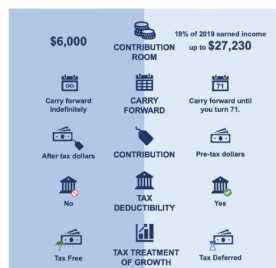 $6,000
CONTRIBUTION
ROOM
18% of 2019 earned income
up to $27,230
Carry forward
indefinitely
CARRY
FORWARD
71
Carry forward until
you turn 71.
After tax dollars
CONTRIBUTION
Pre-tax dollars
No
TAX
DEDUCTIBILITY
Yes
Tax Free
TAX TREATMENT
OF GROWTH
Tax Deferred